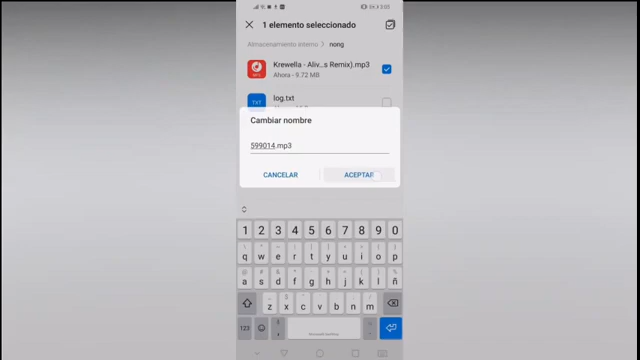 1 elemento seleccionado
Almacenamiento interno > nong
Krewella - Aliv...s Remix).mp3
Ahora - 9.72 MB
TXT
log.txt
Cambiar nombre
599014.mp3
CANCELAR
ACEPTAR
1 2 3 4 5 6 7 8 9 0
q w e r t y u i o p
a s d f g h j k l ñ
z x c v b n m
123